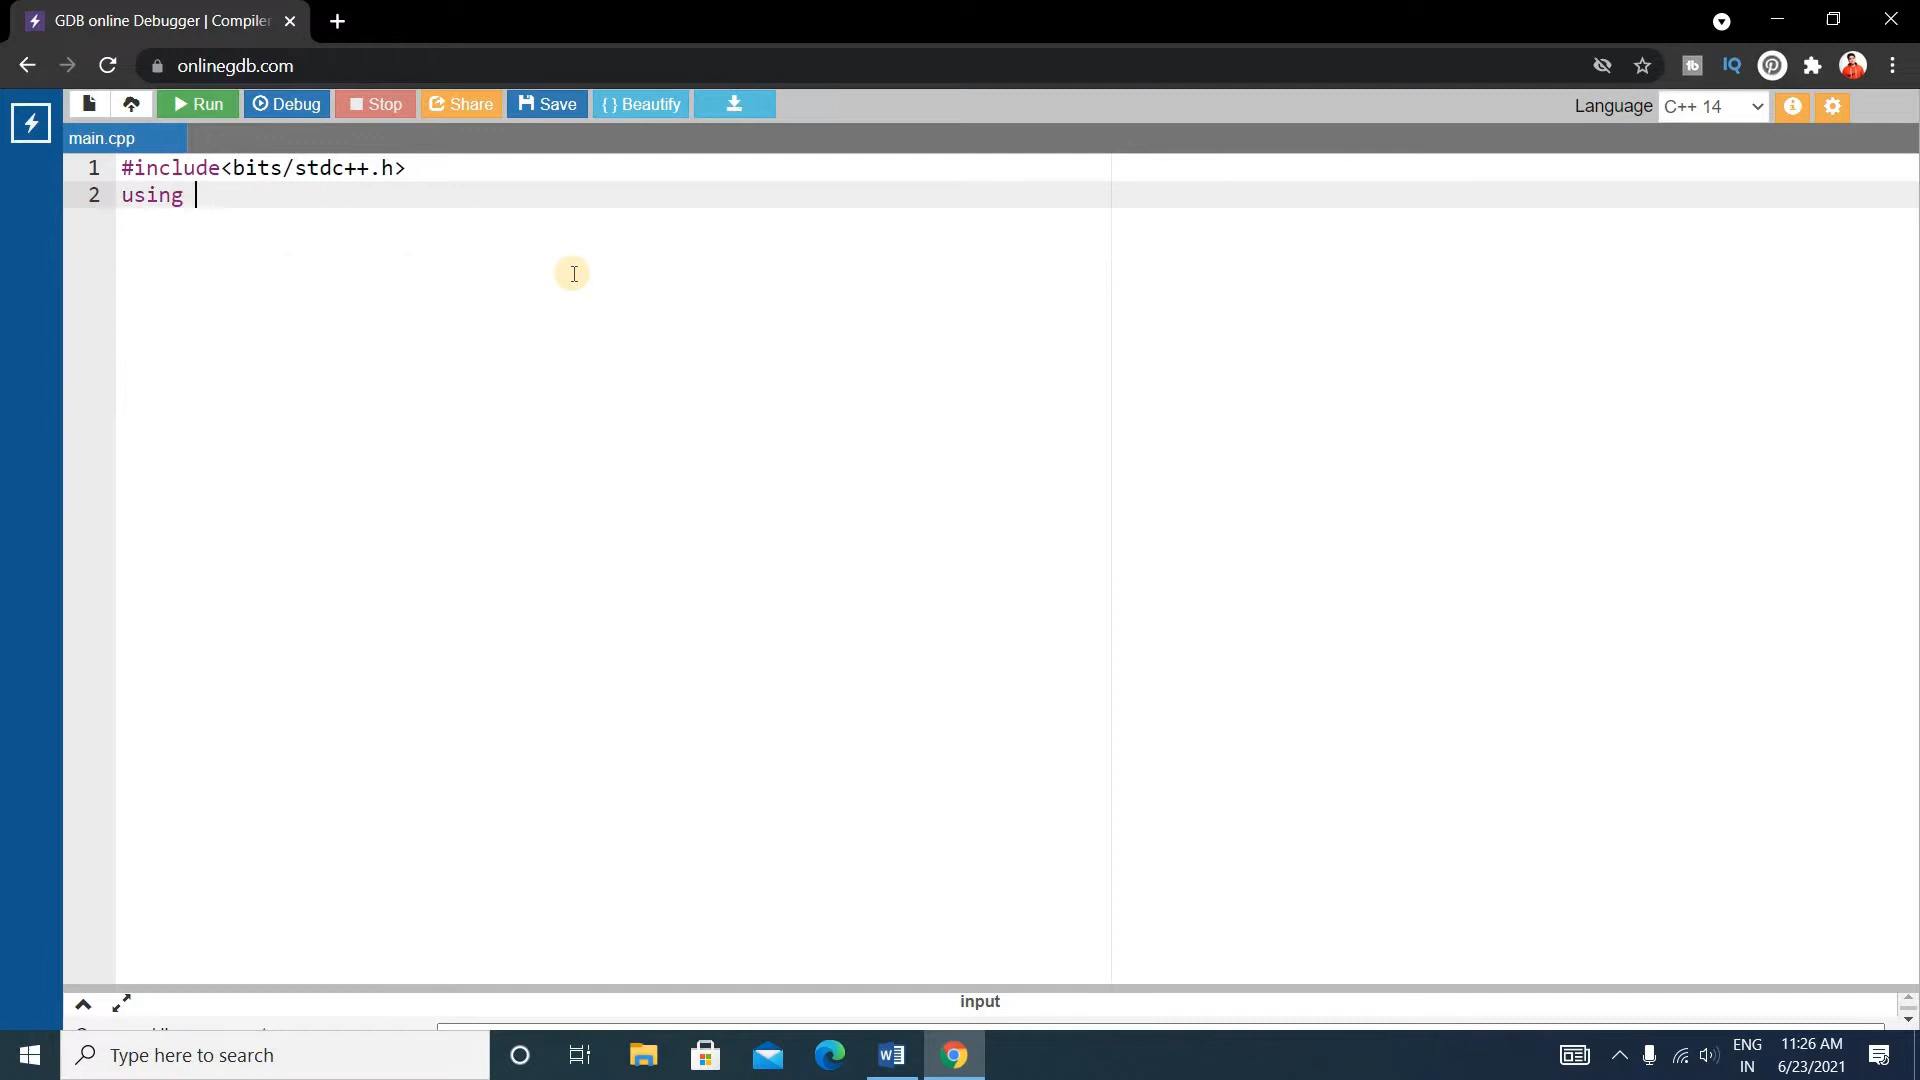 GDB online Debugger | Compiler
onlinegdb.com
Run Debug Stop Share Save { } Beautify Language C++ 14
main.cpp
1 #include<bits/stdc++.h>
2 using
input
Type here to search
ENG 11:26 AM
IN 6/23/2021